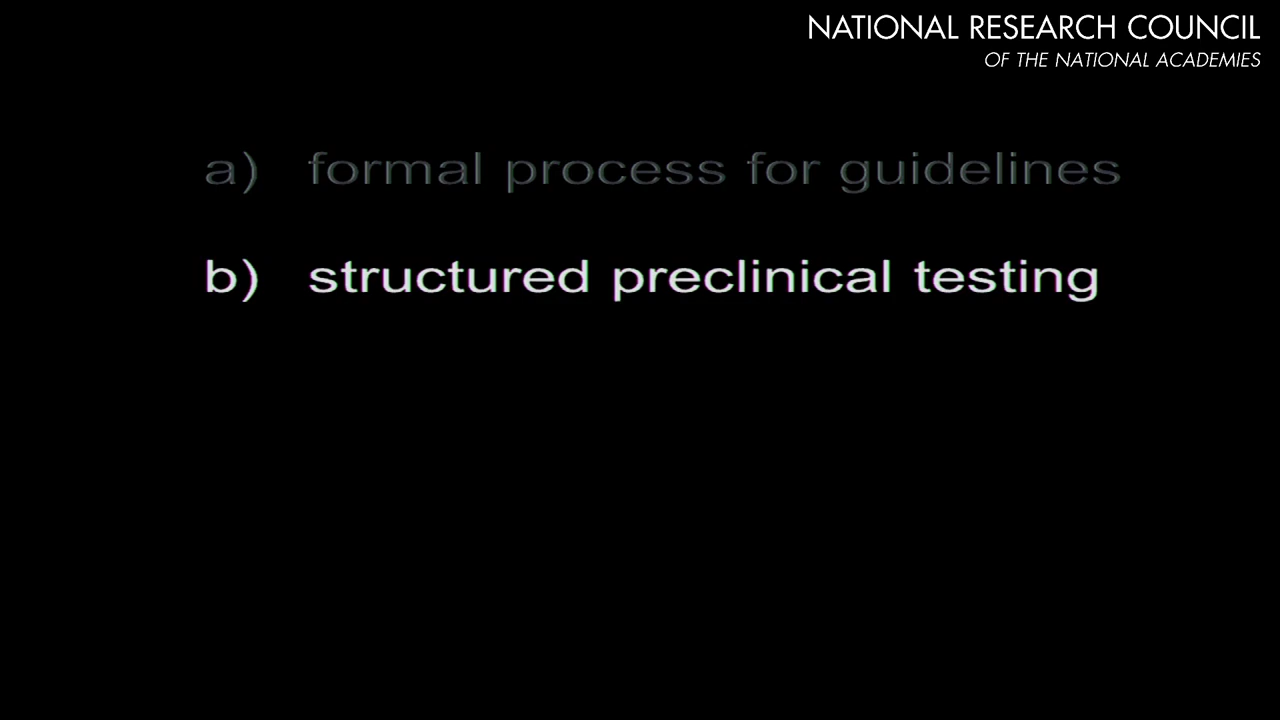 NATIONAL RESEARCH COUNCIL
OF THE NATIONAL ACADEMIES
a) formal process for guidelines
b) structured preclinical testing